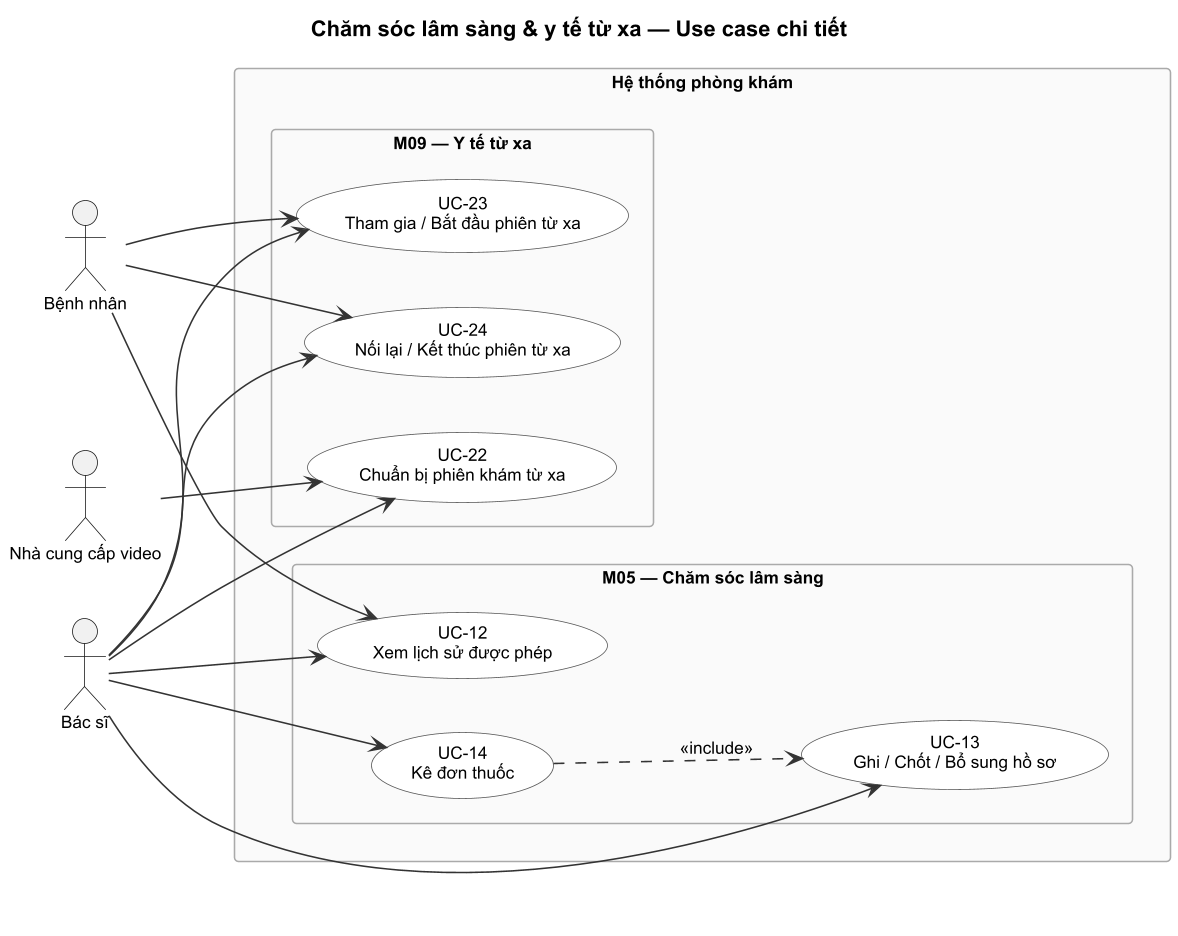 Chăm sóc lâm sàng & y tế từ xa — Use case chi tiết
Hệ thống phòng khám
M09 — Y tế từ xa
UC-23
Tham gia / Bắt đầu phiên từ xa
Bệnh nhân
UC-24
Nối lại / Kết thúc phiên từ xa
UC-22
Chuẩn bị phiên khám từ xa
Nhà cung cấp video
M05 — Chăm sóc lâm sàng
UC-12
Xem lịch sử được phép
Bác sĩ
UC-14
Kê đơn thuốc
«include»
UC-13
Ghi / Chốt / Bổ sung hồ sơ